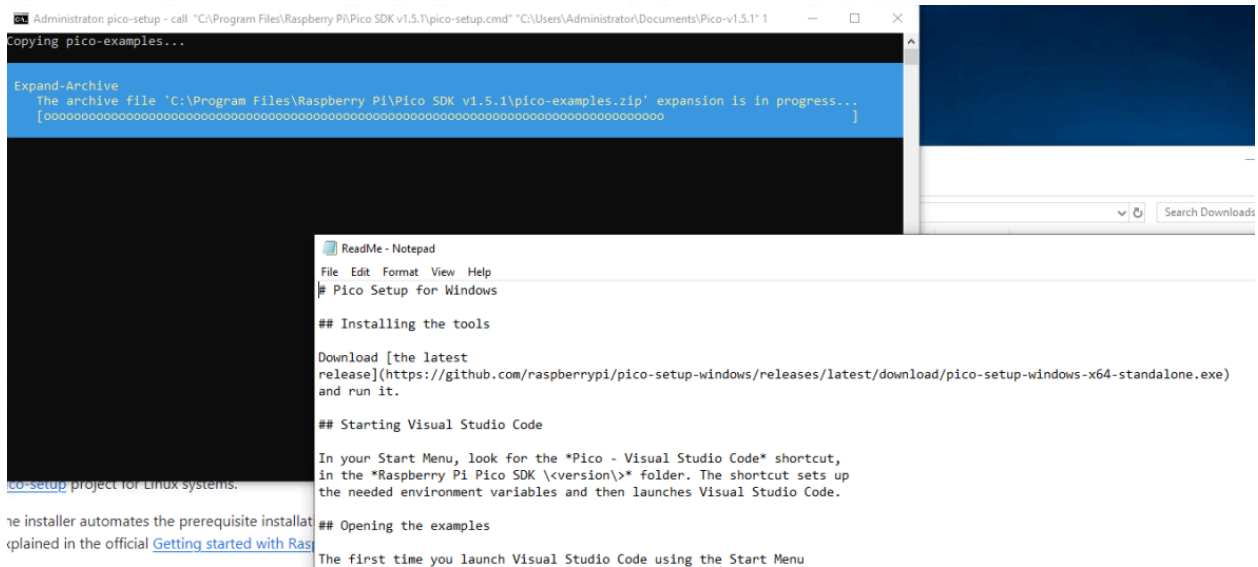 Administrator: pico-setup - call "C:\Program Files\Raspberry Pi\Pico SDK v1.5.1\pico-setup.cmd" "C:\Users\Administrator\Documents\Pico-v1.5.1" 1
Copying pico-examples...
Expand-Archive
The archive file 'C:\Program Files\Raspberry Pi\Pico SDK v1.5.1\pico-examples.zip' expansion is in progress...
[ooooooooooooooooooooooooooooooooooooooooooooooooooooooooooooooooooooooooooooooooooo ]
Search Downloads
ReadMe - Notepad
File Edit Format View Help
# Pico Setup for Windows
## Installing the tools
Download [the latest
release](https://github.com/raspberrypi/pico-setup-windows/releases/latest/download/pico-setup-windows-x64-standalone.exe)
and run it.
## Starting Visual Studio Code
In your Start Menu, look for the *Pico - Visual Studio Code* shortcut,
in the *Raspberry Pi Pico SDK \<version\>* folder. The shortcut sets up
the needed environment variables and then launches Visual Studio Code.
## Opening the examples
The first time you launch Visual Studio Code using the Start Menu
co-setup project for Linux systems.
he installer automates the prerequisite installat
xplained in the official Getting started with Rasp